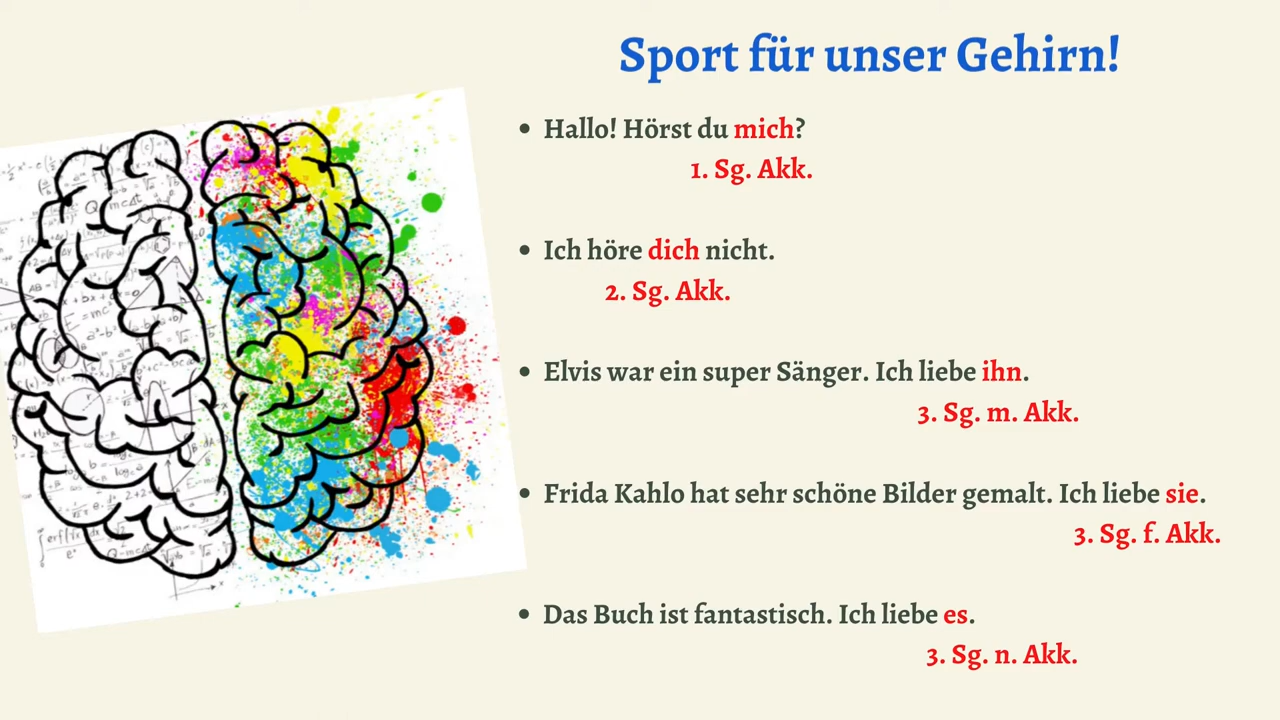 Sport für unser Gehirn!
• Hallo! Hörst du mich?
1. Sg. Akk.
• Ich höre dich nicht.
2. Sg. Akk.
• Elvis war ein super Sänger. Ich liebe ihn.
3. Sg. m. Akk.
• Frida Kahlo hat sehr schöne Bilder gemalt. Ich liebe sie.
3. Sg. f. Akk.
• Das Buch ist fantastisch. Ich liebe es.
3. Sg. n. Akk.